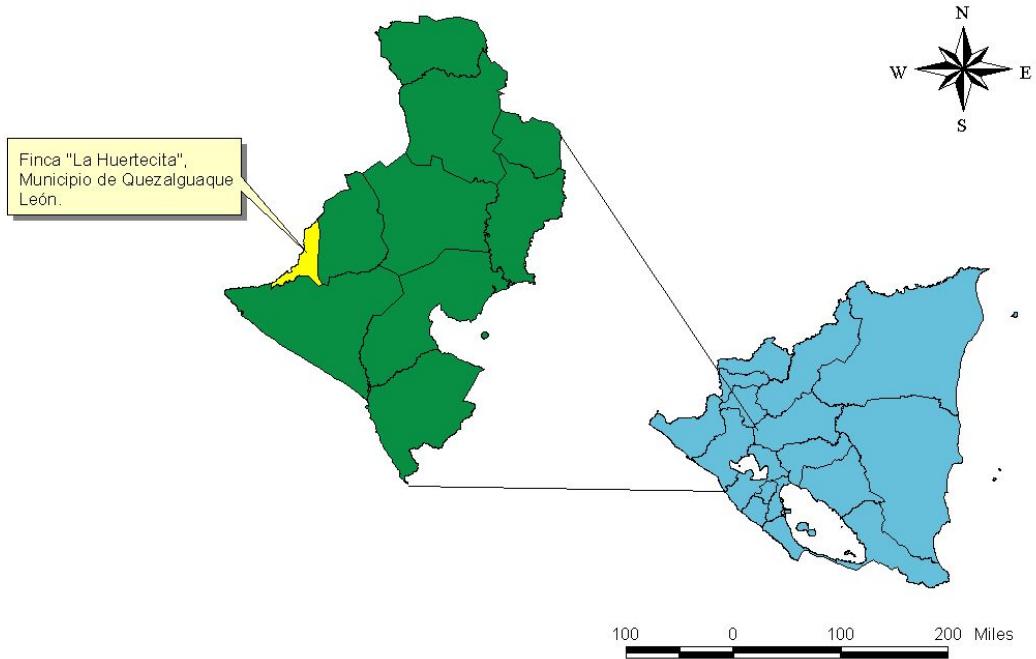 N
W E
S
Finca "La Huertecita",
Municipio de Quezalguaque
León.
100 0 100 200 Miles